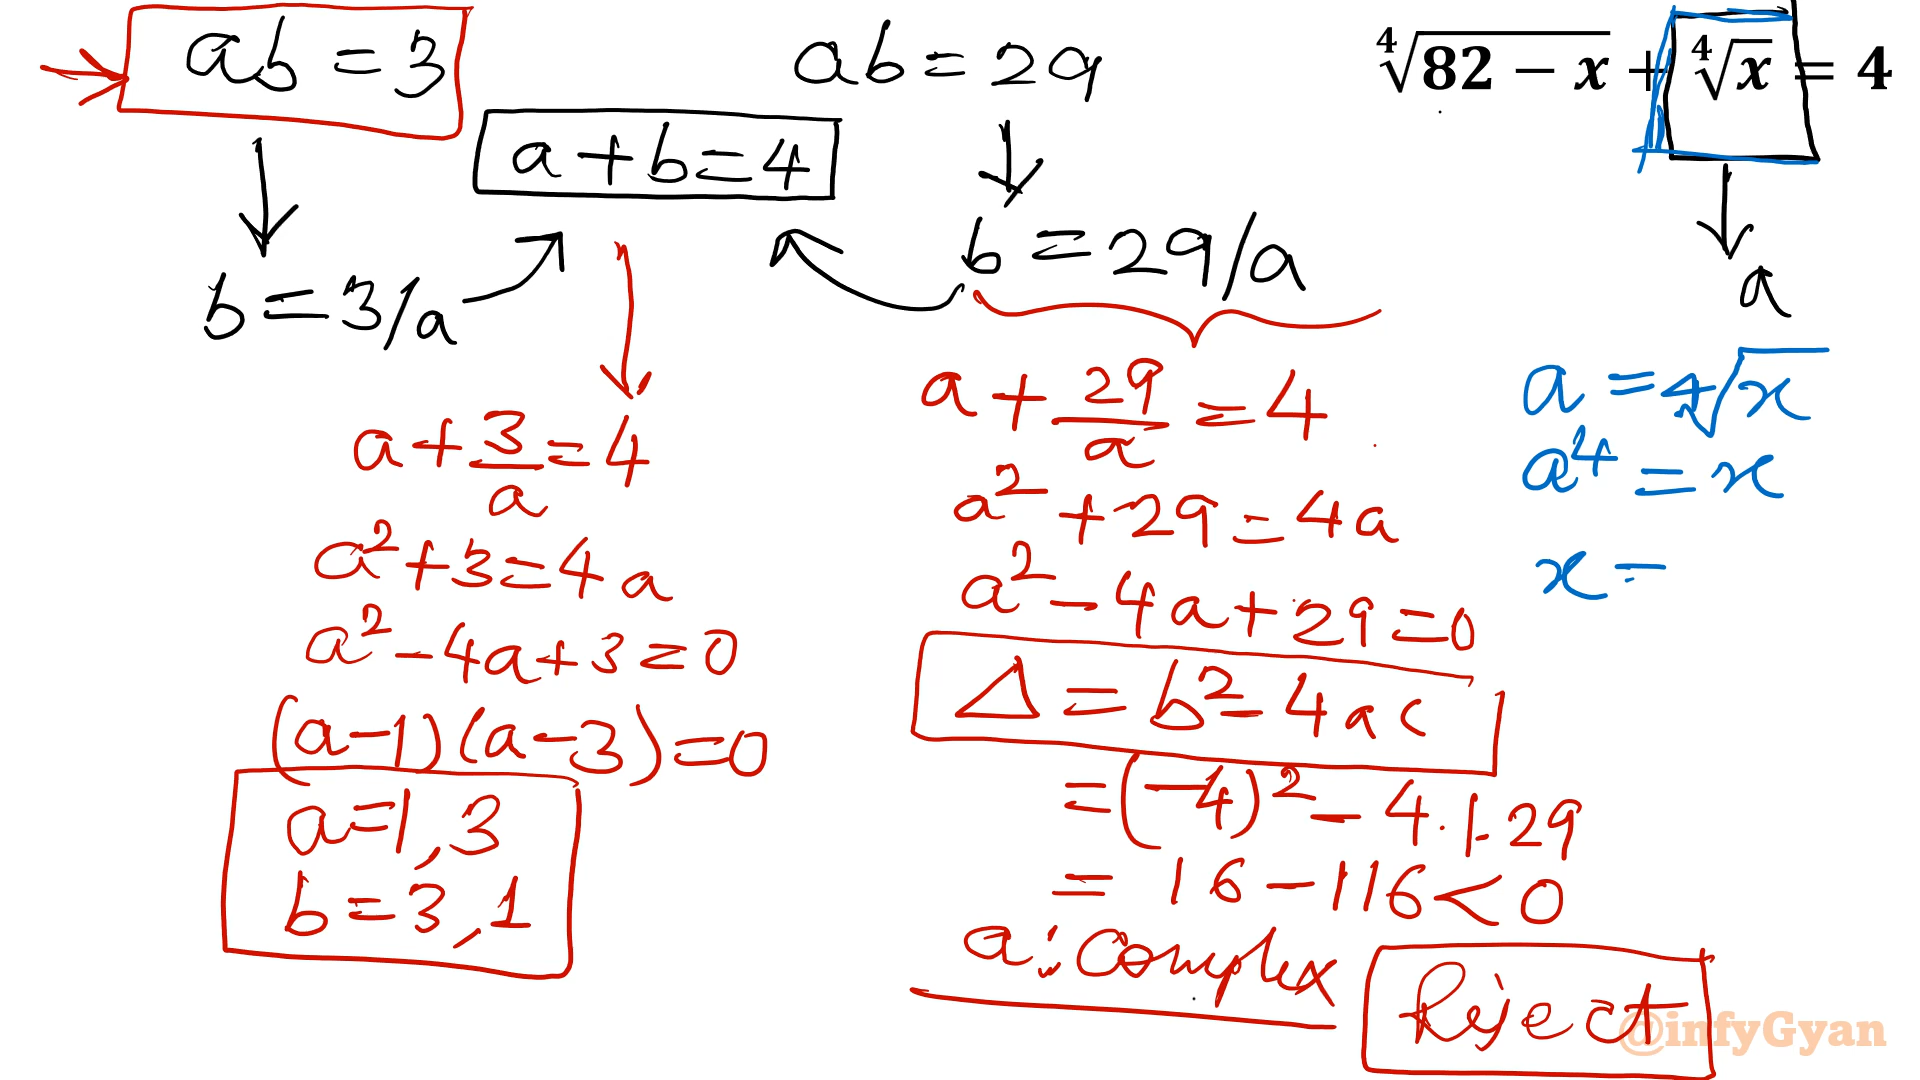 ab = 3
ab = 29
∜(82 − x) + ∜x = 4
a + b = 4
b = 3/a
b = 29/a
a
a + 3/a = 4
a² + 3 = 4a
a² − 4a + 3 = 0
(a − 1)(a − 3) = 0
a = 1, 3
b = 3, 1
a + 29/a = 4
a² + 29 = 4a
a² − 4a + 29 = 0
Δ = b² − 4ac
= (−4)² − 4·1·29
= 16 − 116 < 0
a : complex
Reject
a = ∜x
a⁴ = x
x =
@infyGyan